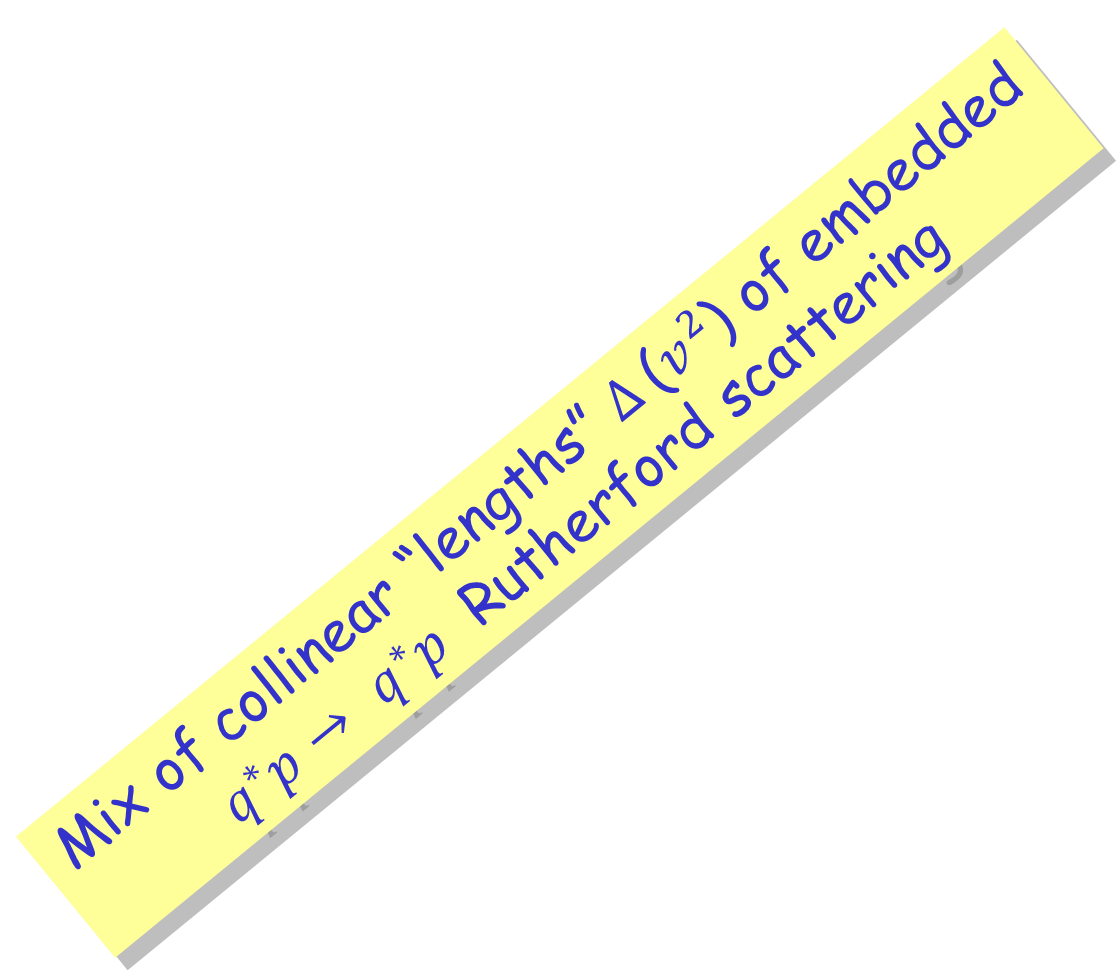 Mix of collinear "lengths" Δ(v²) of embedded
q*p → q*p Rutherford scattering